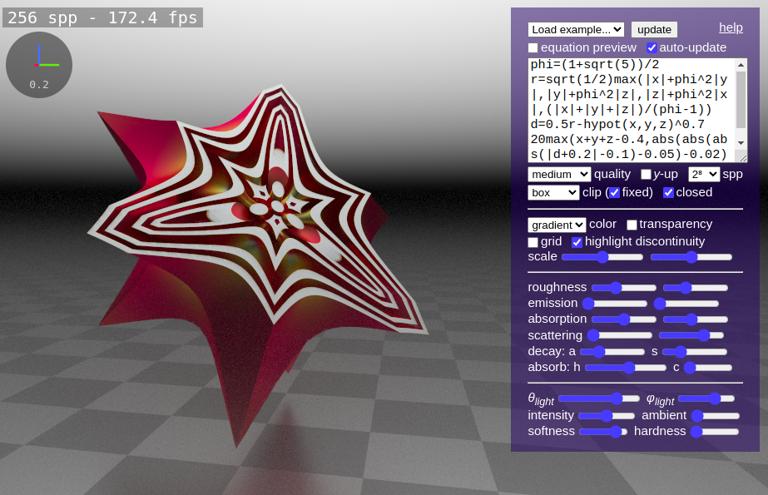 256 spp - 172.4 fps
0.2
Load example... update help
equation preview auto-update
phi=(1+sqrt(5))/2
r=sqrt(1/2)max(|x|+phi^2|y
|,|y|+phi^2|z|,|z|+phi^2|x
|,(|x|+|y|+|z|)/(phi-1))
d=0.5r-hypot(x,y,z)^0.7
20max(x+y+z-0.4,abs(abs(ab
s(|d+0.2|-0.1)-0.05)-0.02)
medium quality y-up 2⁸ spp
box clip (fixed) closed
gradient color transparency
grid highlight discontinuity
scale
roughness
emission
absorption
scattering
decay: a s
absorb: h c
θlight φlight
intensity ambient
softness hardness